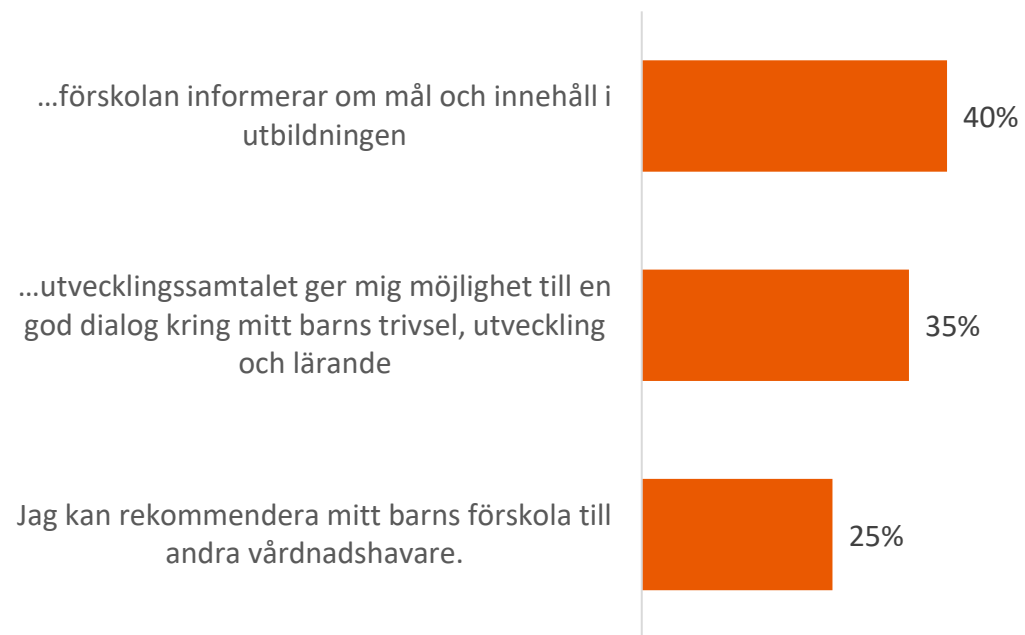 ...förskolan informerar om mål och innehåll i
utbildningen
40%
...utvecklingssamtalet ger mig möjlighet till en
god dialog kring mitt barns trivsel, utveckling
och lärande
35%
Jag kan rekommendera mitt barns förskola till
andra vårdnadshavare.
25%